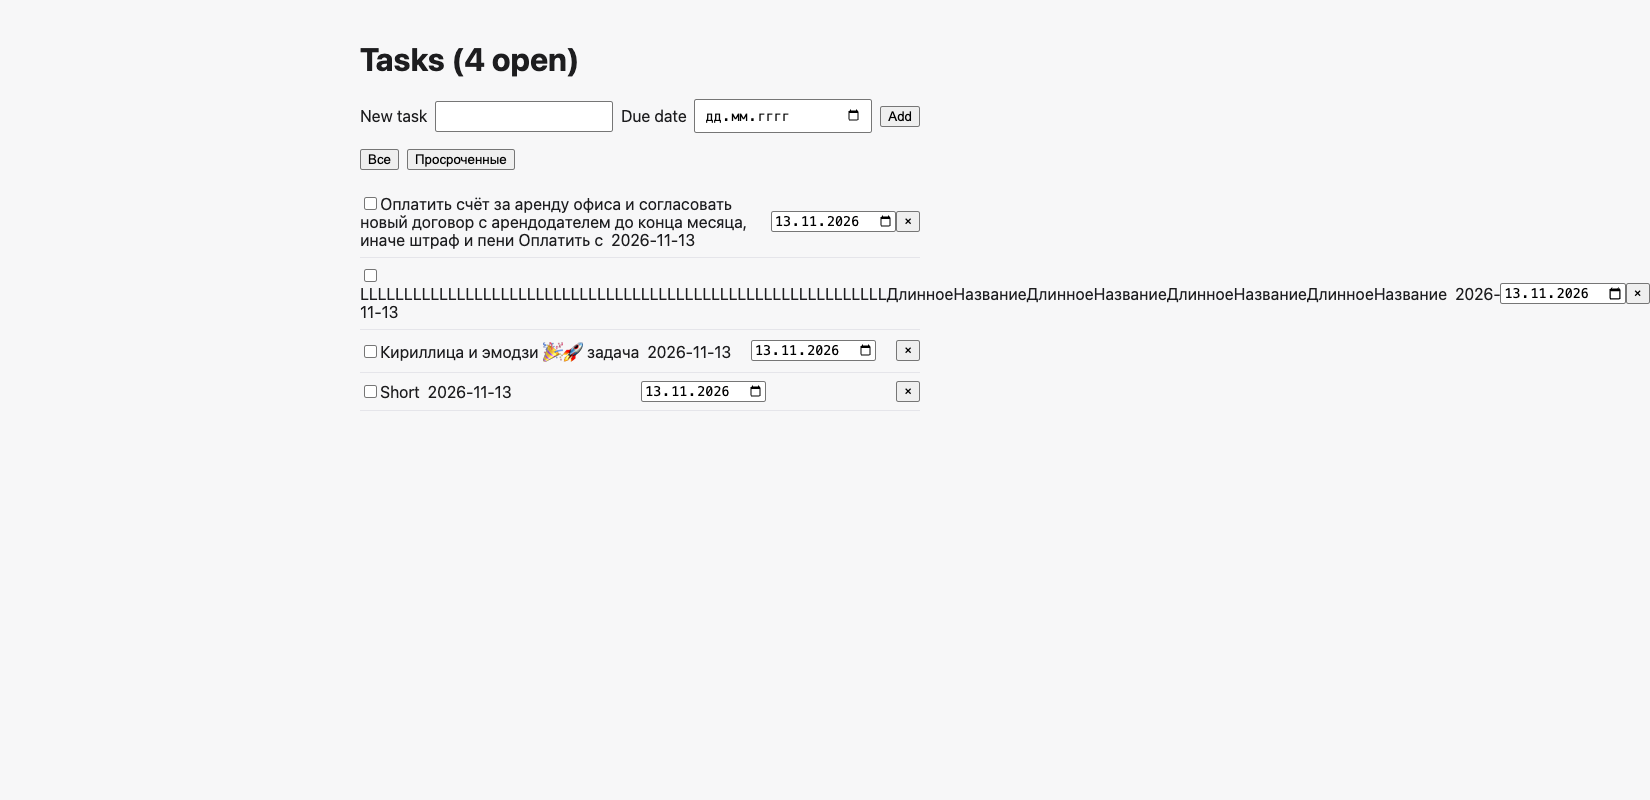 Tasks (4 open)
New task Due date дд.мм.гггг Add
Все Просроченные
Оплатить счёт за аренду офиса и согласовать
новый договор с арендодателем до конца месяца,
иначе штраф и пени Оплатить с 2026-11-13 13.11.2026 ×
LLLLLLLLLLLLLLLLLLLLLLLLLLLLLLLLLLLLLLLLLLLLLLLLLLLLLLLLLLLLДлинноеНазваниеДлинноеНазваниеДлинноеНазваниеДлинноеНазвание 2026- 13.11.2026 ×
11-13
Кириллица и эмодзи 🎉🚀 задача 2026-11-13 13.11.2026 ×
Short 2026-11-13 13.11.2026 ×